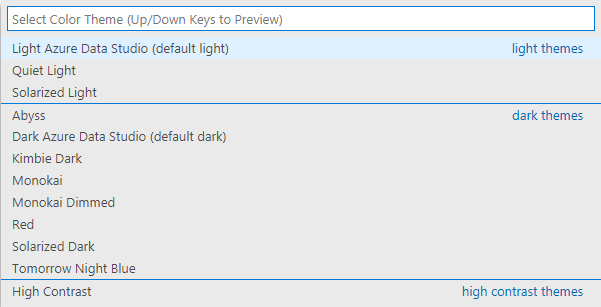 Select Color Theme (Up/Down Keys to Preview)
Light Azure Data Studio (default light) light themes
Quiet Light
Solarized Light
Abyss dark themes
Dark Azure Data Studio (default dark)
Kimbie Dark
Monokai
Monokai Dimmed
Red
Solarized Dark
Tomorrow Night Blue
High Contrast high contrast themes